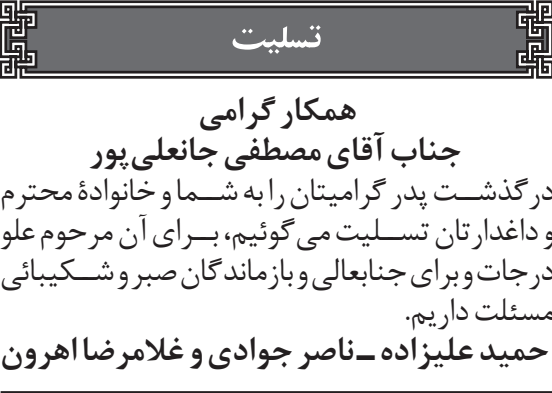 تسلیت
همکار گرامی
جناب آقای مصطفی جانعلی‌پور
درگذشت پدر گرامیتان را به شما و خانوادۀ محترم
و داغدارتان تسلیت می‌گوئیم، برای آن مرحوم علو
درجات و برای جنابعالی و بازماندگان صبر و شکیبائی
مسئلت داریم.
حمید علیزاده ـ ناصر جوادی و غلامرضا اهرون